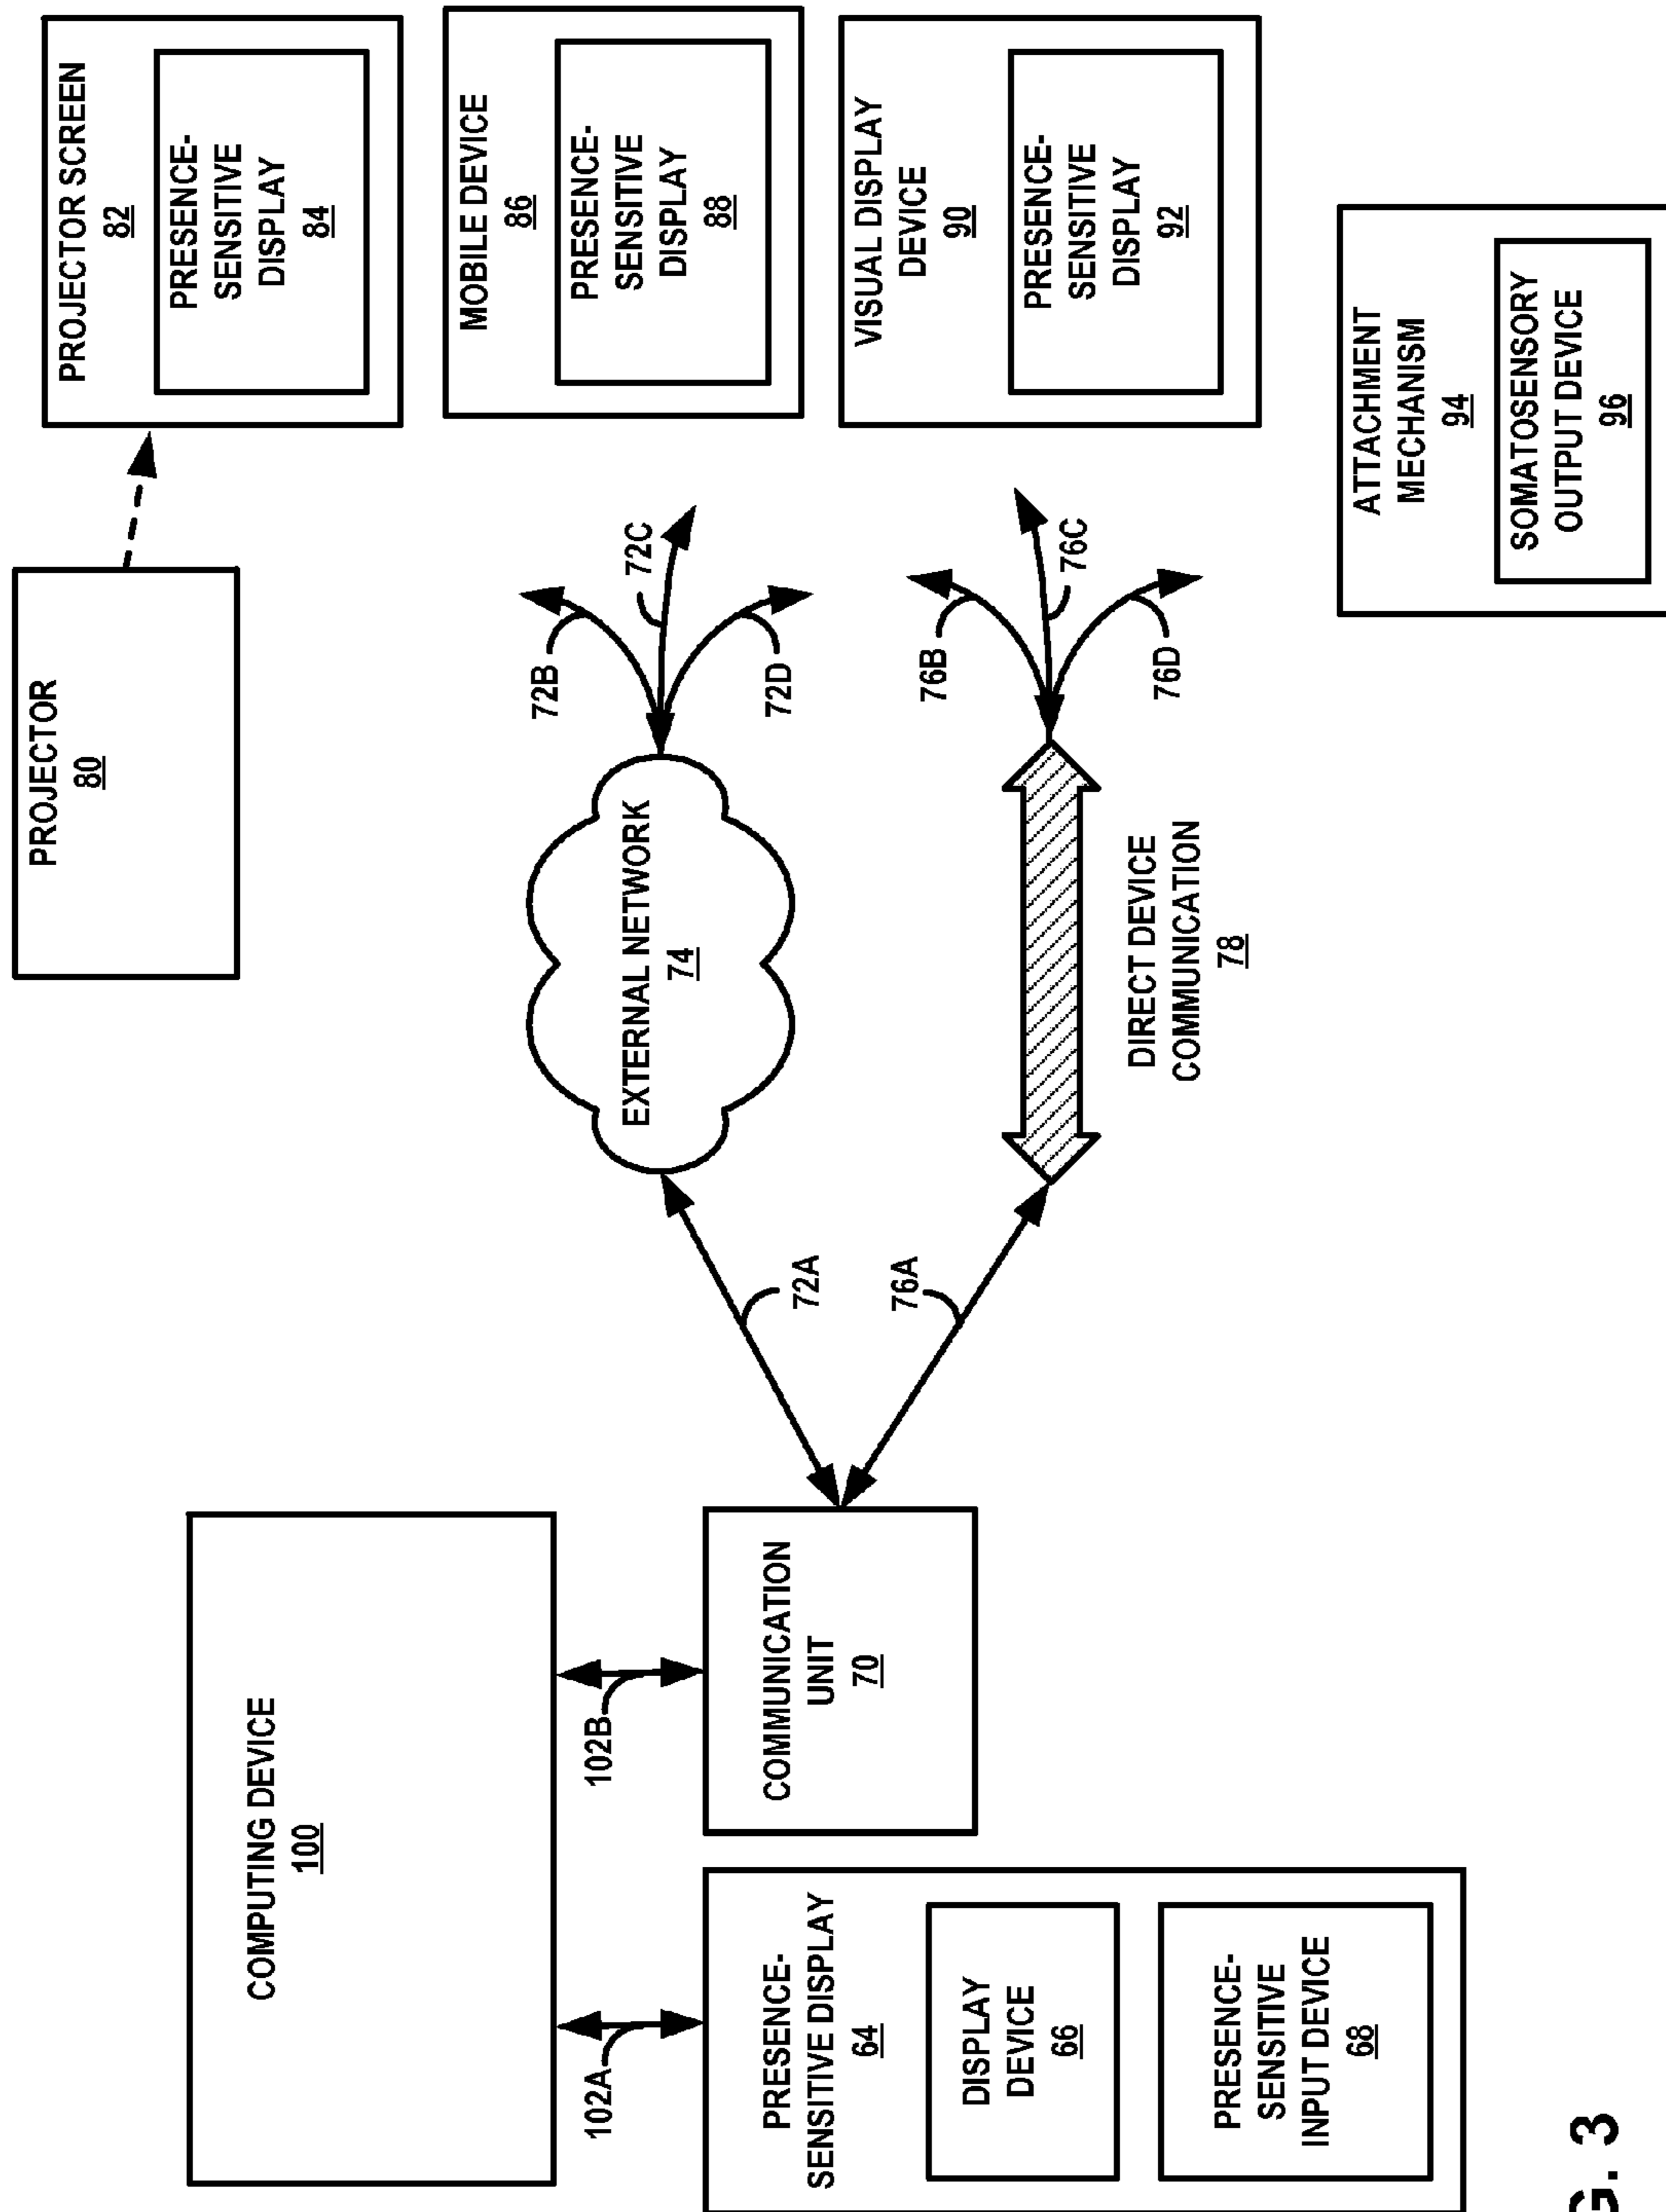 COMPUTING DEVICE
100
102A
102B
PRESENCE-
SENSITIVE DISPLAY
64
DISPLAY
DEVICE
66
PRESENCE-
SENSITIVE
INPUT DEVICE
68
COMMUNICATION
UNIT
70
72A
76A
EXTERNAL NETWORK
74
DIRECT DEVICE
COMMUNICATION
78
72B
72C
72D
76B
76C
76D
PROJECTOR
80
PROJECTOR SCREEN
82
PRESENCE-
SENSITIVE
DISPLAY
84
MOBILE DEVICE
86
PRESENCE-
SENSITIVE
DISPLAY
88
VISUAL DISPLAY
DEVICE
90
PRESENCE-
SENSITIVE
DISPLAY
92
ATTACHMENT
MECHANISM
94
SOMATOSENSORY
OUTPUT DEVICE
96
G. 3